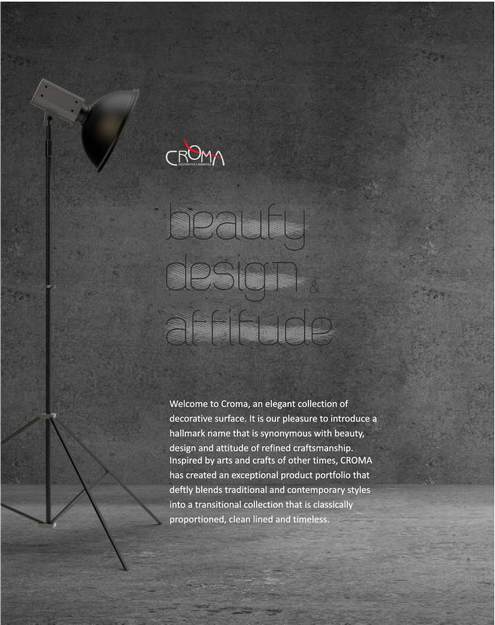 CROMA
beauty
design &
attitude
Welcome to Croma, an elegant collection of
decorative surface. It is our pleasure to introduce a
hallmark name that is synonymous with beauty,
design and attitude of refined craftsmanship.
Inspired by arts and crafts of other times, CROMA
has created an exceptional product portfolio that
deftly blends traditional and contemporary styles
into a transitional collection that is classically
proportioned, clean lined and timeless.